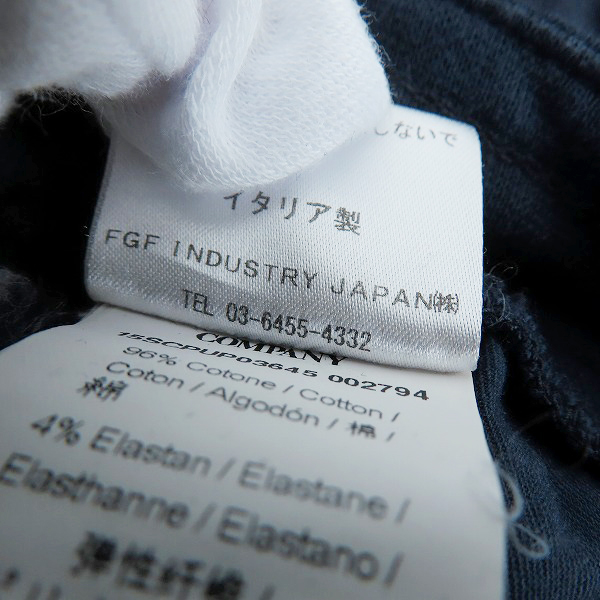 しないで
イタリア製
FGF INDUSTRY JAPAN㈱
TEL 03-6455-4332
COMPANY
15SCPUP03645 002794
96% Cotone / Cotton /
Coton / Algodón / 棉 /
4% Elastan / Elastane /
Elasthanne / Elastano /
弹性纤维